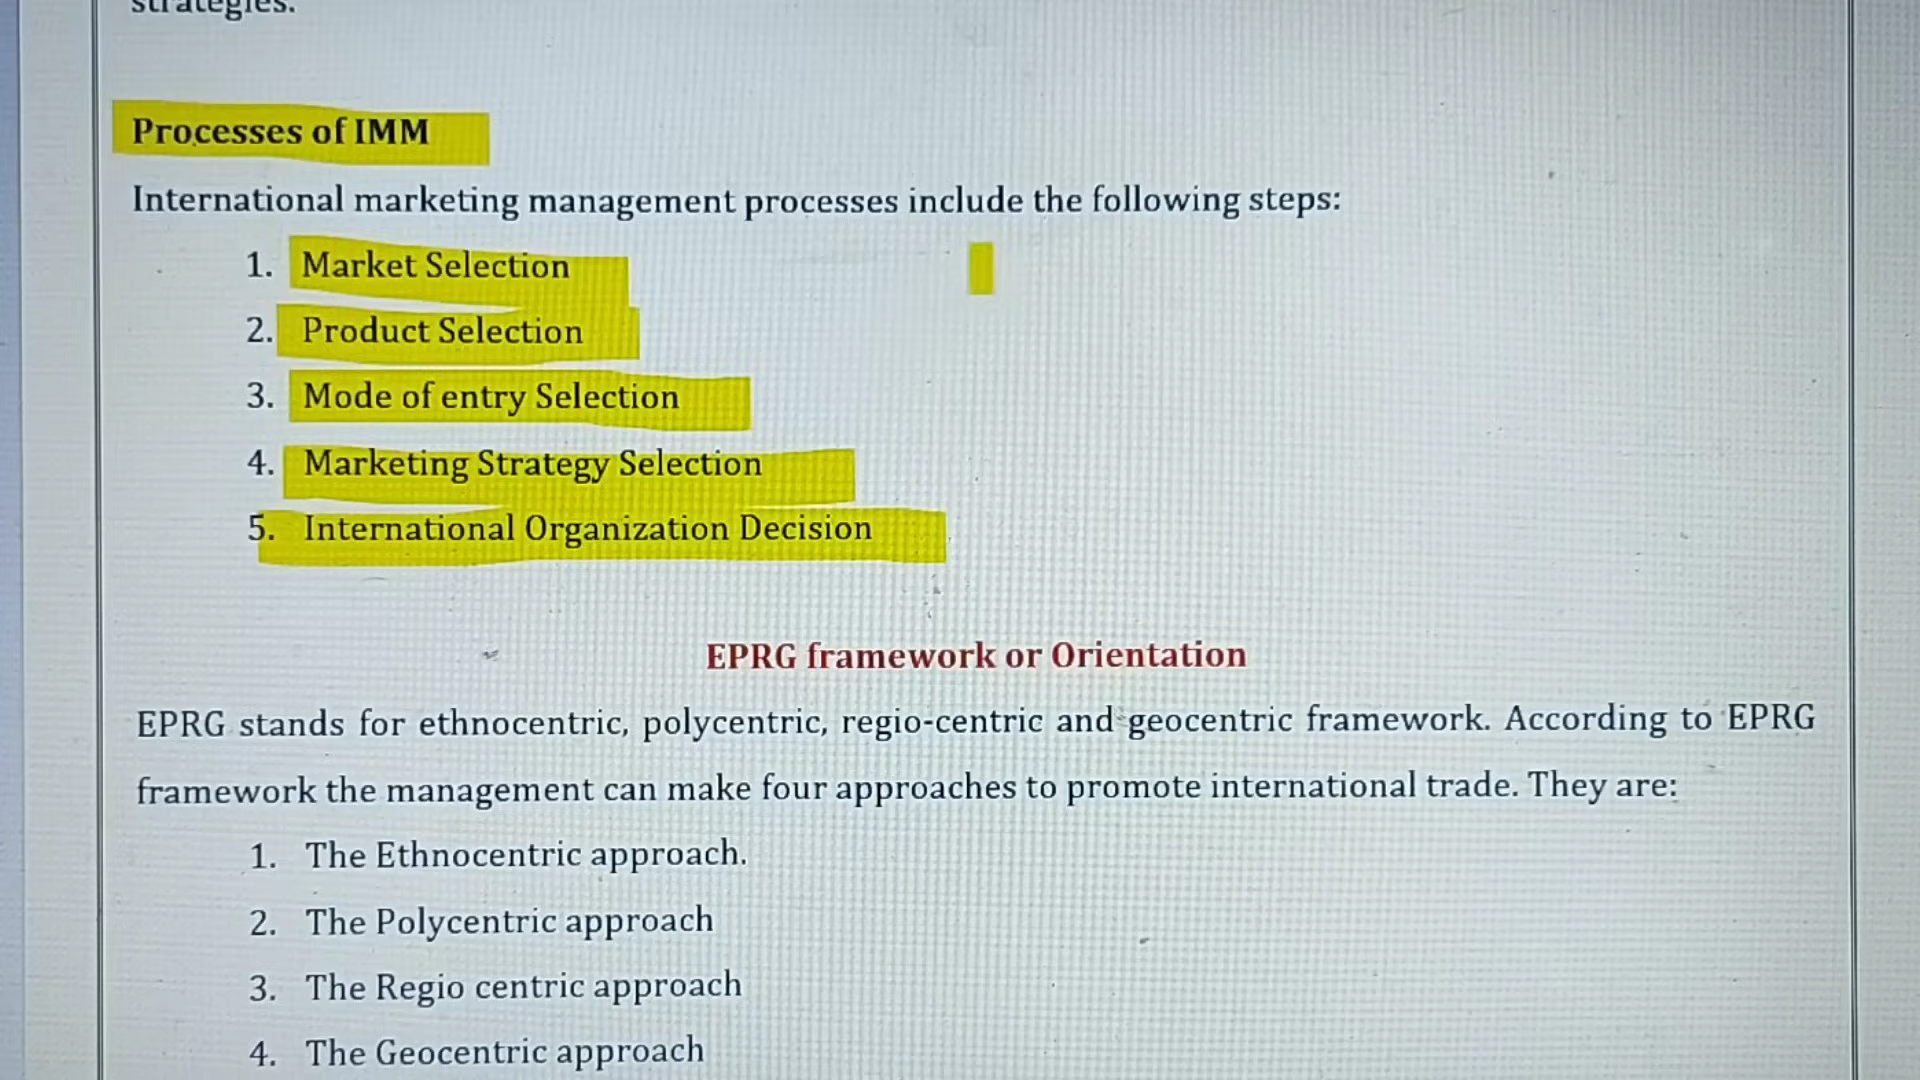 strategies.
Processes of IMM
International marketing management processes include the following steps:
1. Market Selection
2. Product Selection
3. Mode of entry Selection
4. Marketing Strategy Selection
5. International Organization Decision
EPRG framework or Orientation
EPRG stands for ethnocentric, polycentric, regio-centric and geocentric framework. According to EPRG
framework the management can make four approaches to promote international trade. They are:
1. The Ethnocentric approach.
2. The Polycentric approach
3. The Regio centric approach
4. The Geocentric approach